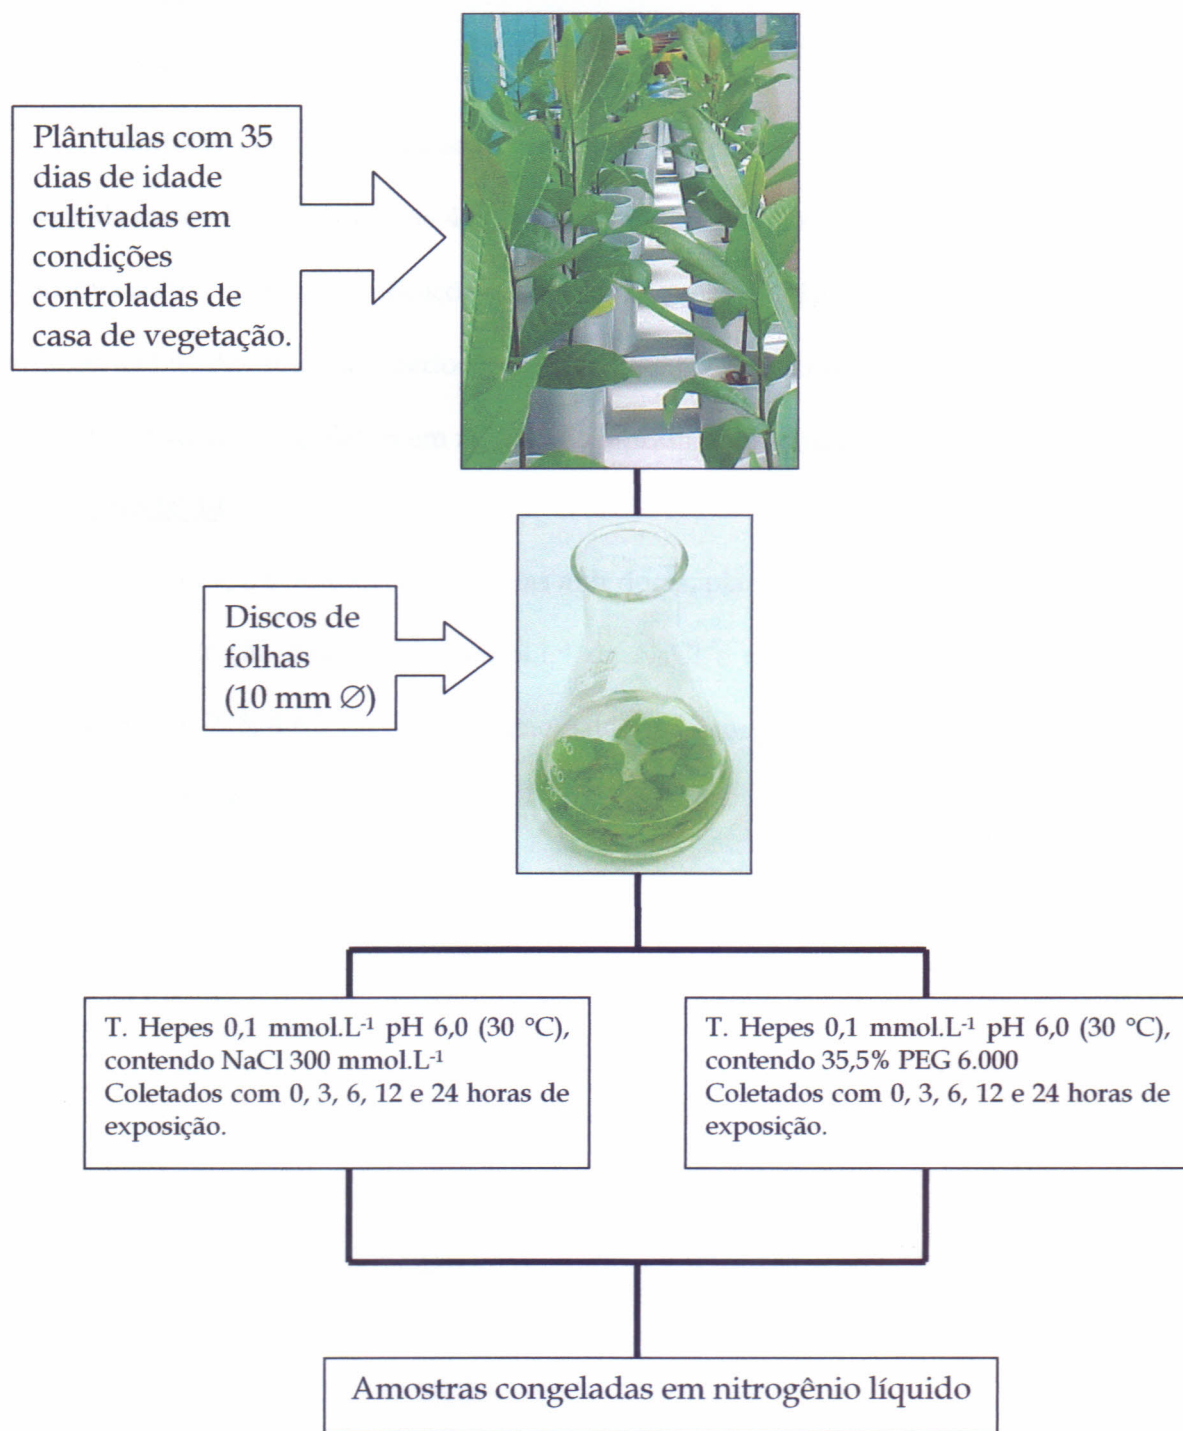 Plântulas com 35
dias de idade
cultivadas em
condições
controladas de
casa de vegetação.
Discos de
folhas
(10 mm Ø)
T. Hepes 0,1 mmol.L⁻¹ pH 6,0 (30 °C),
contendo NaCl 300 mmol.L⁻¹
Coletados com 0, 3, 6, 12 e 24 horas de
exposição.
T. Hepes 0,1 mmol.L⁻¹ pH 6,0 (30 °C),
contendo 35,5% PEG 6.000
Coletados com 0, 3, 6, 12 e 24 horas de
exposição.
Amostras congeladas em nitrogênio líquido